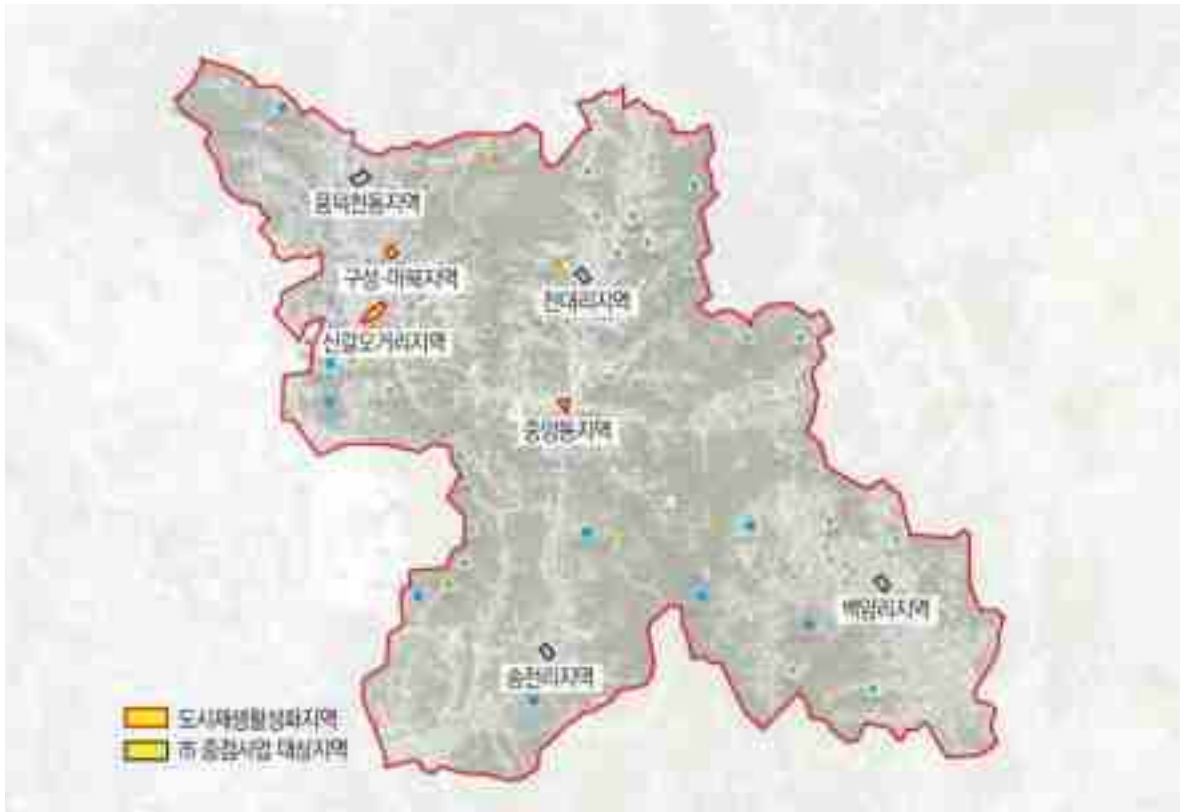 풍덕천동지역
구성·마북지역
전대리지역
신갈오거리지역
중앙동지역
백암리지역
송전리지역
도시재생활성화지역
市 중점사업 대상지역